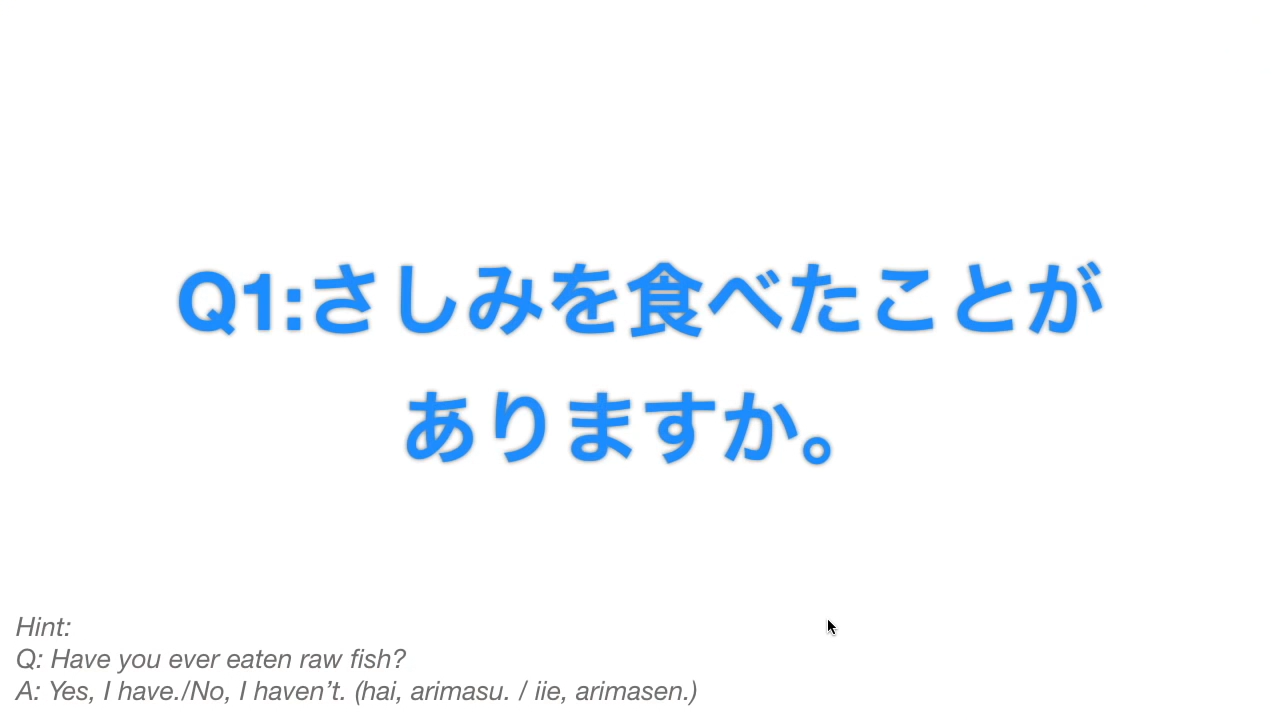 Q1:さしみを食べたことが
ありますか。
Hint:
Q: Have you ever eaten raw fish?
A: Yes, I have./No, I haven’t. (hai, arimasu. / iie, arimasen.)